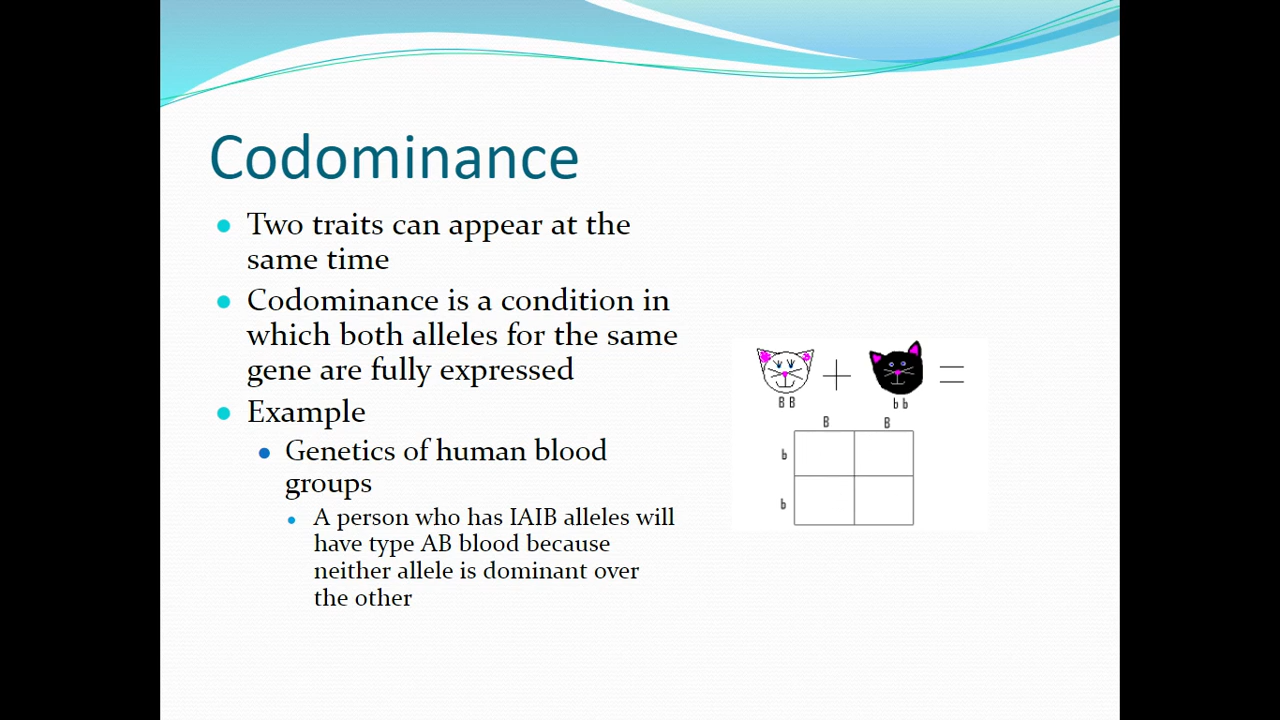 Codominance
Two traits can appear at the
same time
Codominance is a condition in
which both alleles for the same
gene are fully expressed
Example
Genetics of human blood
groups
A person who has IAIB alleles will
have type AB blood because
neither allele is dominant over
the other
+ =
B B b b
B B
b
b